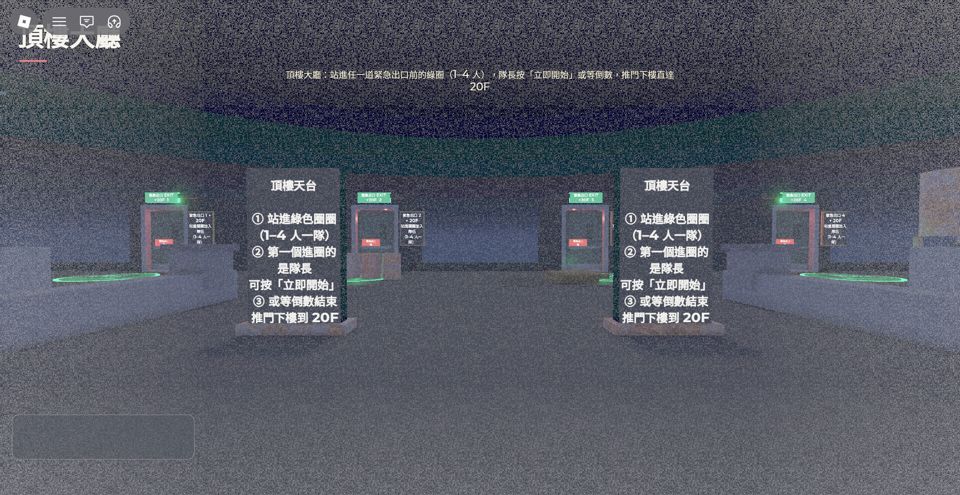 頂樓大廳
頂樓大廳：站進任一道緊急出口前的綠圈（1–4 人），隊長按「立即開始」或等倒數，推門下樓直達
20F
頂樓天台
① 站進綠色圈圈
（1–4 人一隊）
② 第一個進圈的
是隊長
可按「立即開始」
③ 或等倒數結束
推門下樓到 20F
頂樓天台
① 站進綠色圈圈
（1–4 人一隊）
② 第一個進圈的
是隊長
可按「立即開始」
③ 或等倒數結束
推門下樓到 20F